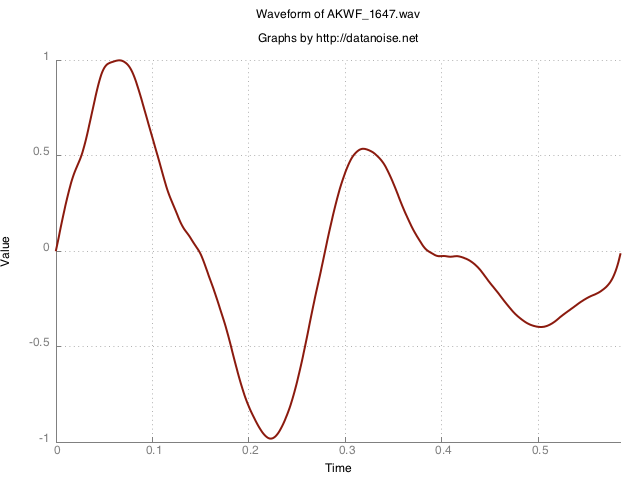 Waveform of AKWF_1647.wav
Graphs by http://datanoise.net
1
0.5
0
-0.5
-1
Value
0 0.1 0.2 0.3 0.4 0.5
Time